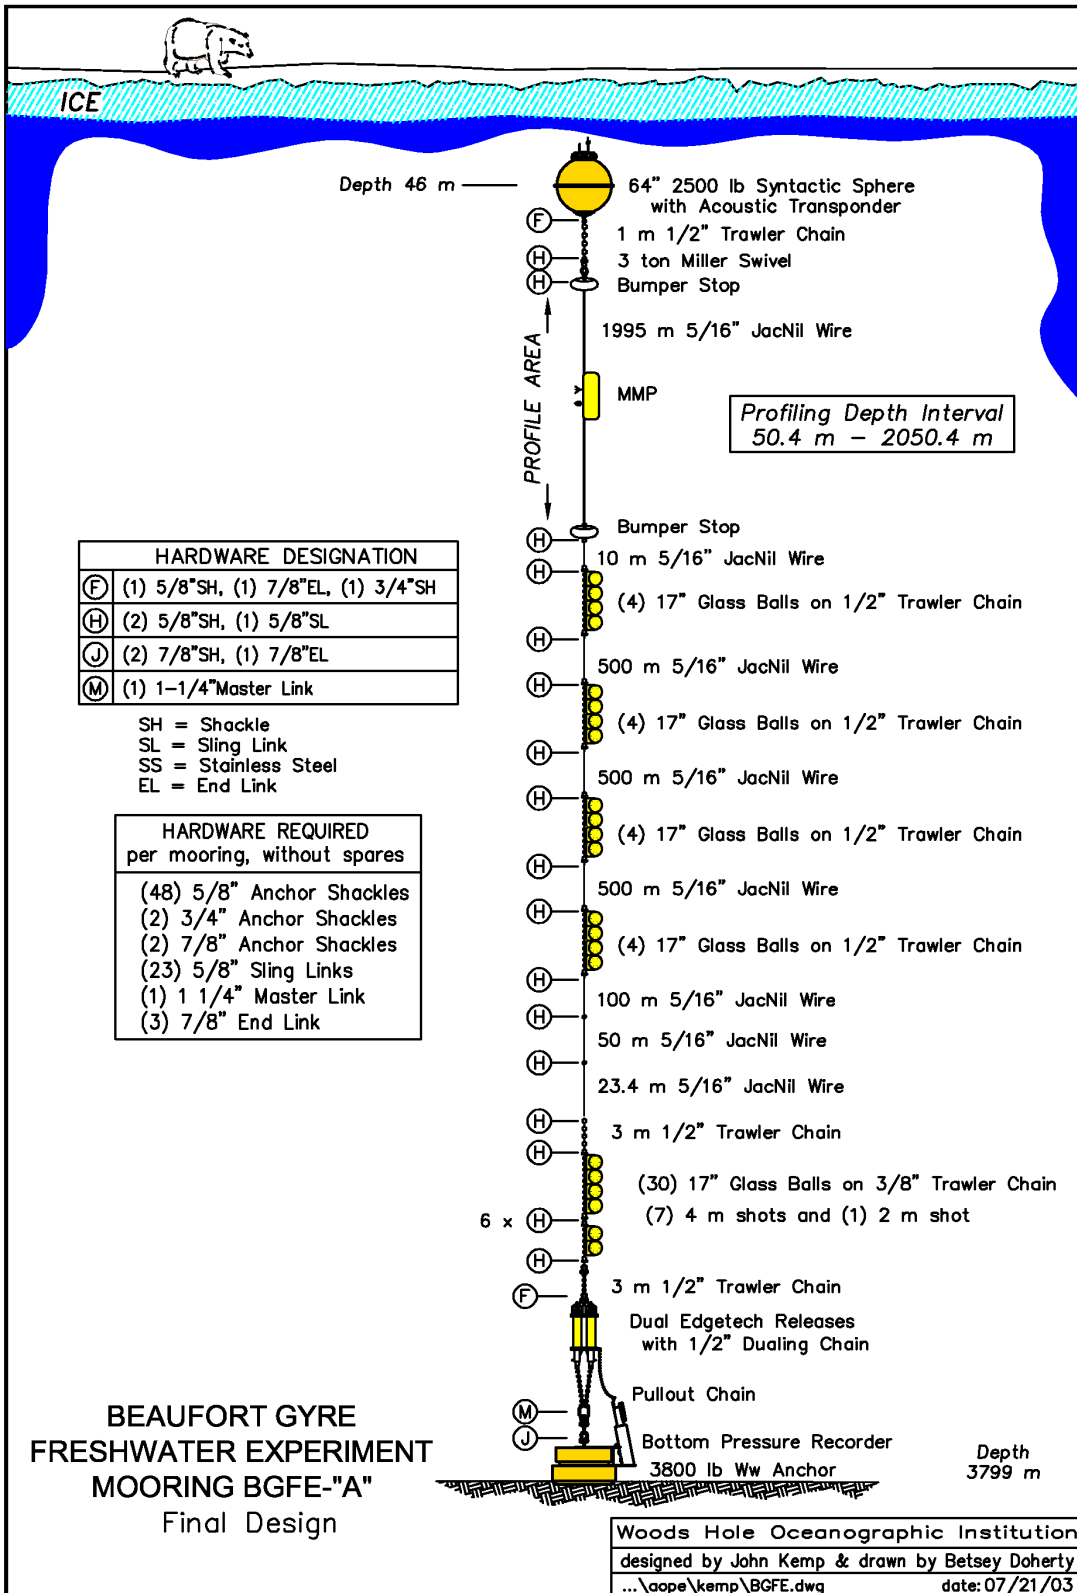 ICE
Depth 46 m
64" 2500 lb Syntactic Sphere
with Acoustic Transponder
F
1 m 1/2" Trawler Chain
H
3 ton Miller Swivel
H
Bumper Stop
1995 m 5/16" JacNil Wire
PROFILE AREA
MMP
Profiling Depth Interval
50.4 m – 2050.4 m
Bumper Stop
H
10 m 5/16" JacNil Wire
H
(4) 17" Glass Balls on 1/2" Trawler Chain
H
500 m 5/16" JacNil Wire
H
(4) 17" Glass Balls on 1/2" Trawler Chain
H
500 m 5/16" JacNil Wire
H
(4) 17" Glass Balls on 1/2" Trawler Chain
H
500 m 5/16" JacNil Wire
H
(4) 17" Glass Balls on 1/2" Trawler Chain
H
100 m 5/16" JacNil Wire
H
50 m 5/16" JacNil Wire
H
23.4 m 5/16" JacNil Wire
H
3 m 1/2" Trawler Chain
H
(30) 17" Glass Balls on 3/8" Trawler Chain
(7) 4 m shots and (1) 2 m shot
6 x H
H
3 m 1/2" Trawler Chain
F
Dual Edgetech Releases
with 1/2" Dualing Chain
Pullout Chain
M
J
Bottom Pressure Recorder
3800 lb Ww Anchor
Depth
3799 m
HARDWARE DESIGNATION
F (1) 5/8"SH, (1) 7/8"EL, (1) 3/4"SH
H (2) 5/8"SH, (1) 5/8"SL
J (2) 7/8"SH, (1) 7/8"EL
M (1) 1-1/4"Master Link
SH = Shackle
SL = Sling Link
SS = Stainless Steel
EL = End Link
HARDWARE REQUIRED
per mooring, without spares
(48) 5/8" Anchor Shackles
(2) 3/4" Anchor Shackles
(2) 7/8" Anchor Shackles
(23) 5/8" Sling Links
(1) 1 1/4" Master Link
(3) 7/8" End Link
BEAUFORT GYRE
FRESHWATER EXPERIMENT
MOORING BGFE-"A"
Final Design
Woods Hole Oceanographic Institution
designed by John Kemp & drawn by Betsey Doherty
...\aope\kemp\BGFE.dwg date: 07/21/03